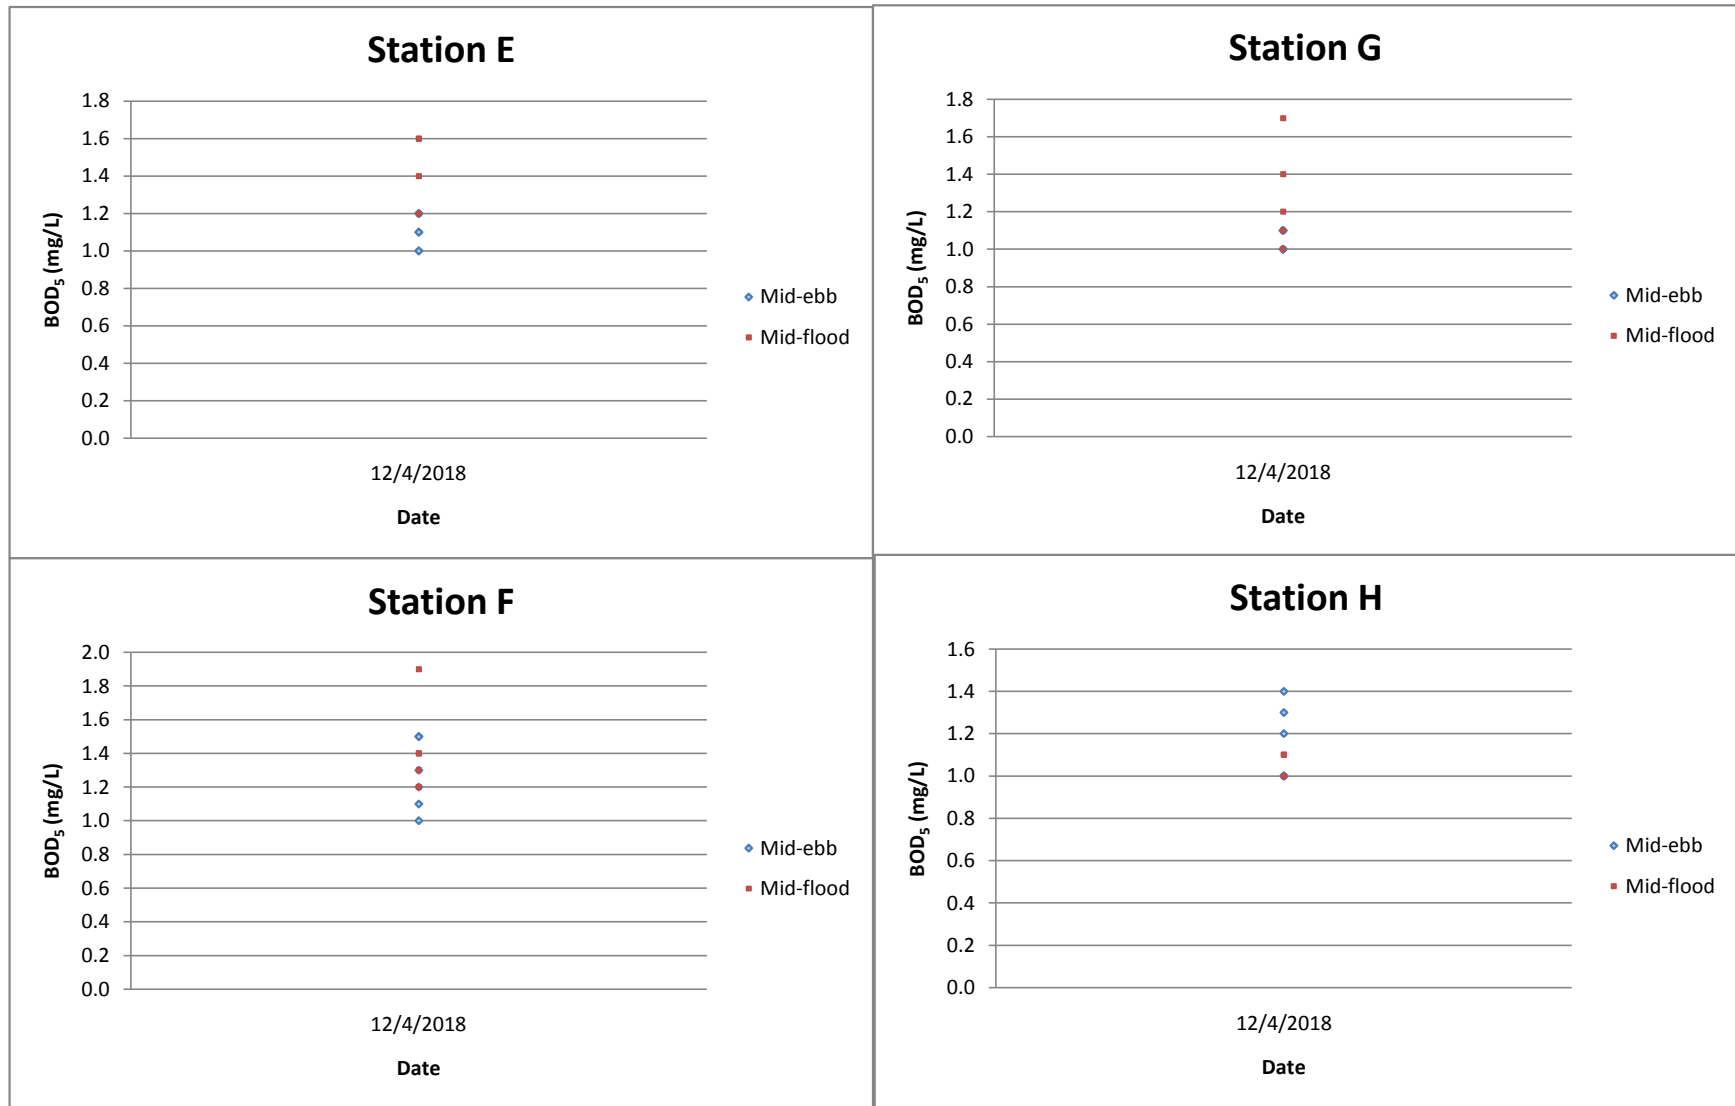 Station E
1.8
1.6
1.4
1.2
1.0
0.8
0.6
0.4
0.2
0.0
BOD₅ (mg/L)
12/4/2018
Date
Mid-ebb
Mid-flood
Station G
1.8
1.6
1.4
1.2
1.0
0.8
0.6
0.4
0.2
0.0
BOD₅ (mg/L)
12/4/2018
Date
Mid-ebb
Mid-flood
Station F
2.0
1.8
1.6
1.4
1.2
1.0
0.8
0.6
0.4
0.2
0.0
BOD₅ (mg/L)
12/4/2018
Date
Mid-ebb
Mid-flood
Station H
1.6
1.4
1.2
1.0
0.8
0.6
0.4
0.2
0.0
BOD₅ (mg/L)
12/4/2018
Date
Mid-ebb
Mid-flood